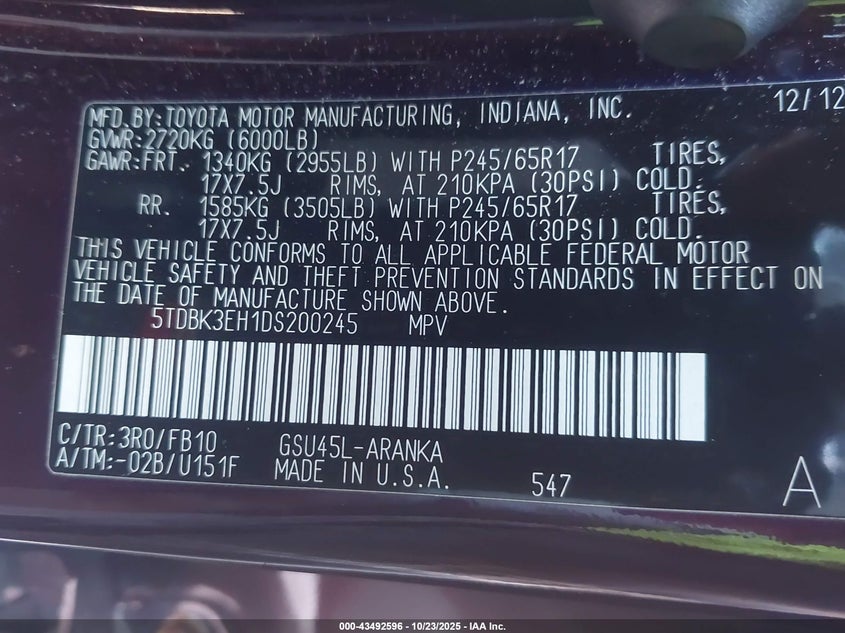 MFD.BY:TOYOTA MOTOR MANUFACTURING, INDIANA, INC. 12/12
GVWR:2720KG (6000LB)
GAWR:FRT. 1340KG (2955LB) WITH P245/65R17 TIRES,
17X7.5J RIMS, AT 210KPA (30PSI) COLD.
RR. 1585KG (3505LB) WITH P245/65R17 TIRES,
17X7.5J RIMS, AT 210KPA (30PSI) COLD.
THIS VEHICLE CONFORMS TO ALL APPLICABLE FEDERAL MOTOR
VEHICLE SAFETY AND THEFT PREVENTION STANDARDS IN EFFECT ON
THE DATE OF MANUFACTURE SHOWN ABOVE.
5TDBK3EH1DS200245 MPV
C/TR:3R0/FB10 GSU45L-ARANKA
A/TM:-02B/U151F MADE IN U.S.A. 547 A
000-43492596 - 10/23/2025 - IAA Inc.